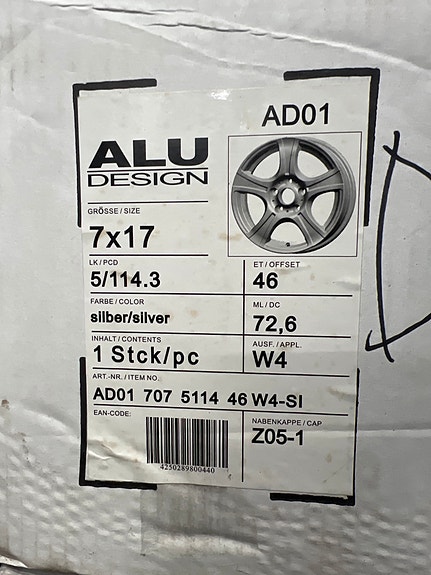 ALU
DESIGN
AD01
GRÖSSE / SIZE
7x17
LK / PCD
5/114.3
ET / OFFSET
46
FARBE / COLOR
silber/silver
ML / DC
72,6
INHALT / CONTENTS
1 Stck/pc
AUSF. / APPL.
W4
ART.-NR. / ITEM NO.
AD01 707 5114 46 W4-SI
EAN-CODE:
4250289800440
NABENKAPPE / CAP
Z05-1